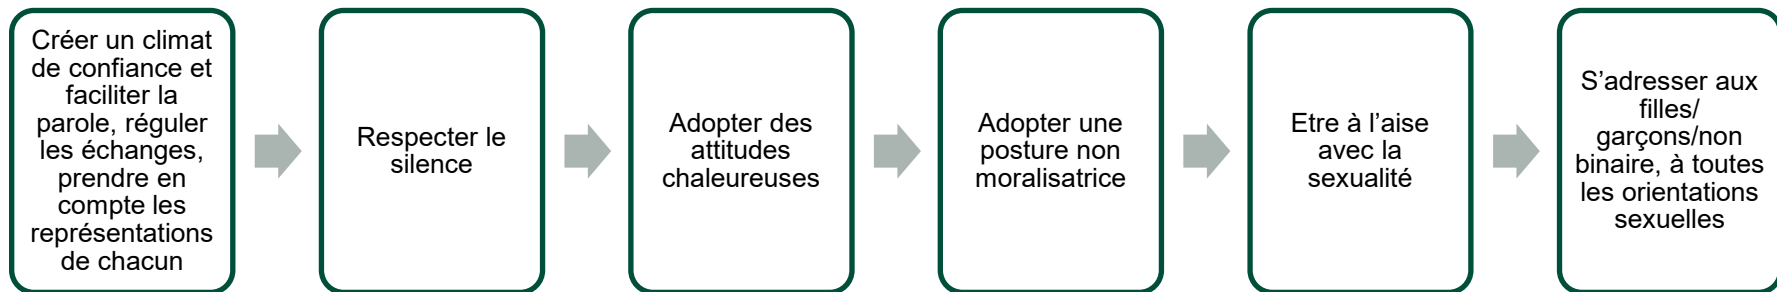 Créer un climat
de confiance et
faciliter la
parole, réguler
les échanges,
prendre en
compte les
représentations
de chacun
Respecter le
silence
Adopter des
attitudes
chaleureuses
Adopter une
posture non
moralisatrice
Etre à l’aise
avec la
sexualité
S’adresser aux
filles/
garçons/non
binaire, à toutes
les orientations
sexuelles